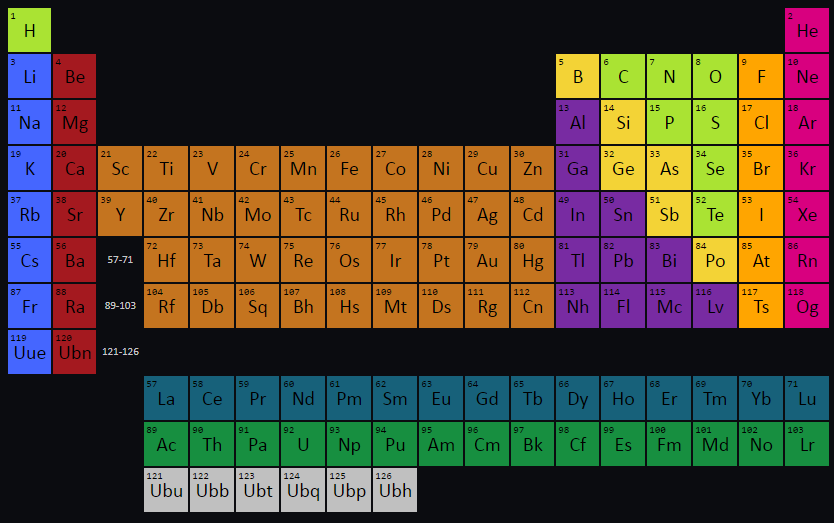 1 2
H He
3 4 5 6 7 8 9 10
Li Be B C N O F Ne
11 12 13 14 15 16 17 18
Na Mg Al Si P S Cl Ar
19 20 21 22 23 24 25 26 27 28 29 30 31 32 33 34 35 36
K Ca Sc Ti V Cr Mn Fe Co Ni Cu Zn Ga Ge As Se Br Kr
37 38 39 40 41 42 43 44 45 46 47 48 49 50 51 52 53 54
Rb Sr Y Zr Nb Mo Tc Ru Rh Pd Ag Cd In Sn Sb Te I Xe
55 56 72 73 74 75 76 77 78 79 80 81 82 83 84 85 86
Cs Ba 57-71 Hf Ta W Re Os Ir Pt Au Hg Tl Pb Bi Po At Rn
87 88 104 105 106 107 108 109 110 111 112 113 114 115 116 117 118
Fr Ra 89-103 Rf Db Sq Bh Hs Mt Ds Rg Cn Nh Fl Mc Lv Ts Og
119 120
Uue Ubn 121-126
57 58 59 60 61 62 63 64 65 66 67 68 69 70 71
La Ce Pr Nd Pm Sm Eu Gd Tb Dy Ho Er Tm Yb Lu
89 90 91 92 93 94 95 96 97 98 99 100 101 102 103
Ac Th Pa U Np Pu Am Cm Bk Cf Es Fm Md No Lr
121 122 123 124 125 126
Ubu Ubb Ubt Ubq Ubp Ubh